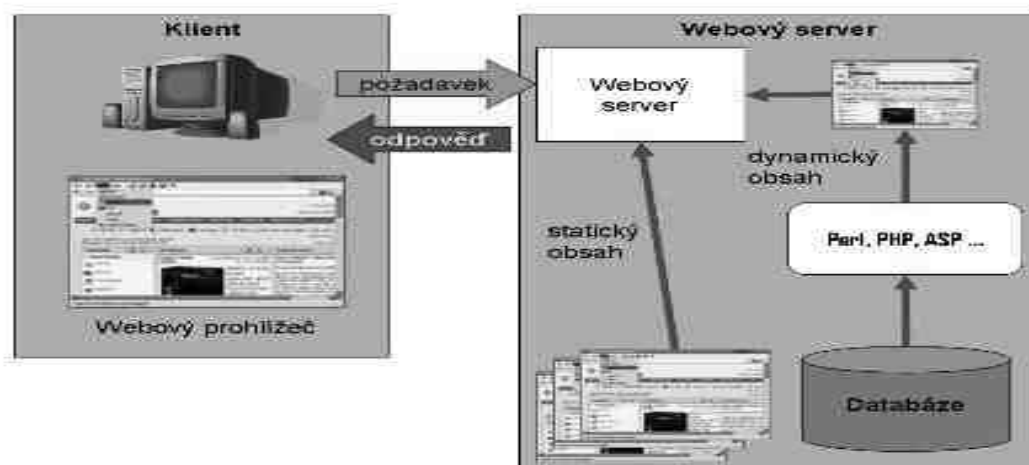 Klient
Webový server
požadavek
Webový
server
odpověď
dynamický
obsah
statický
obsah
Perl, PHP, ASP ...
Webový prohlížeč
Databáze